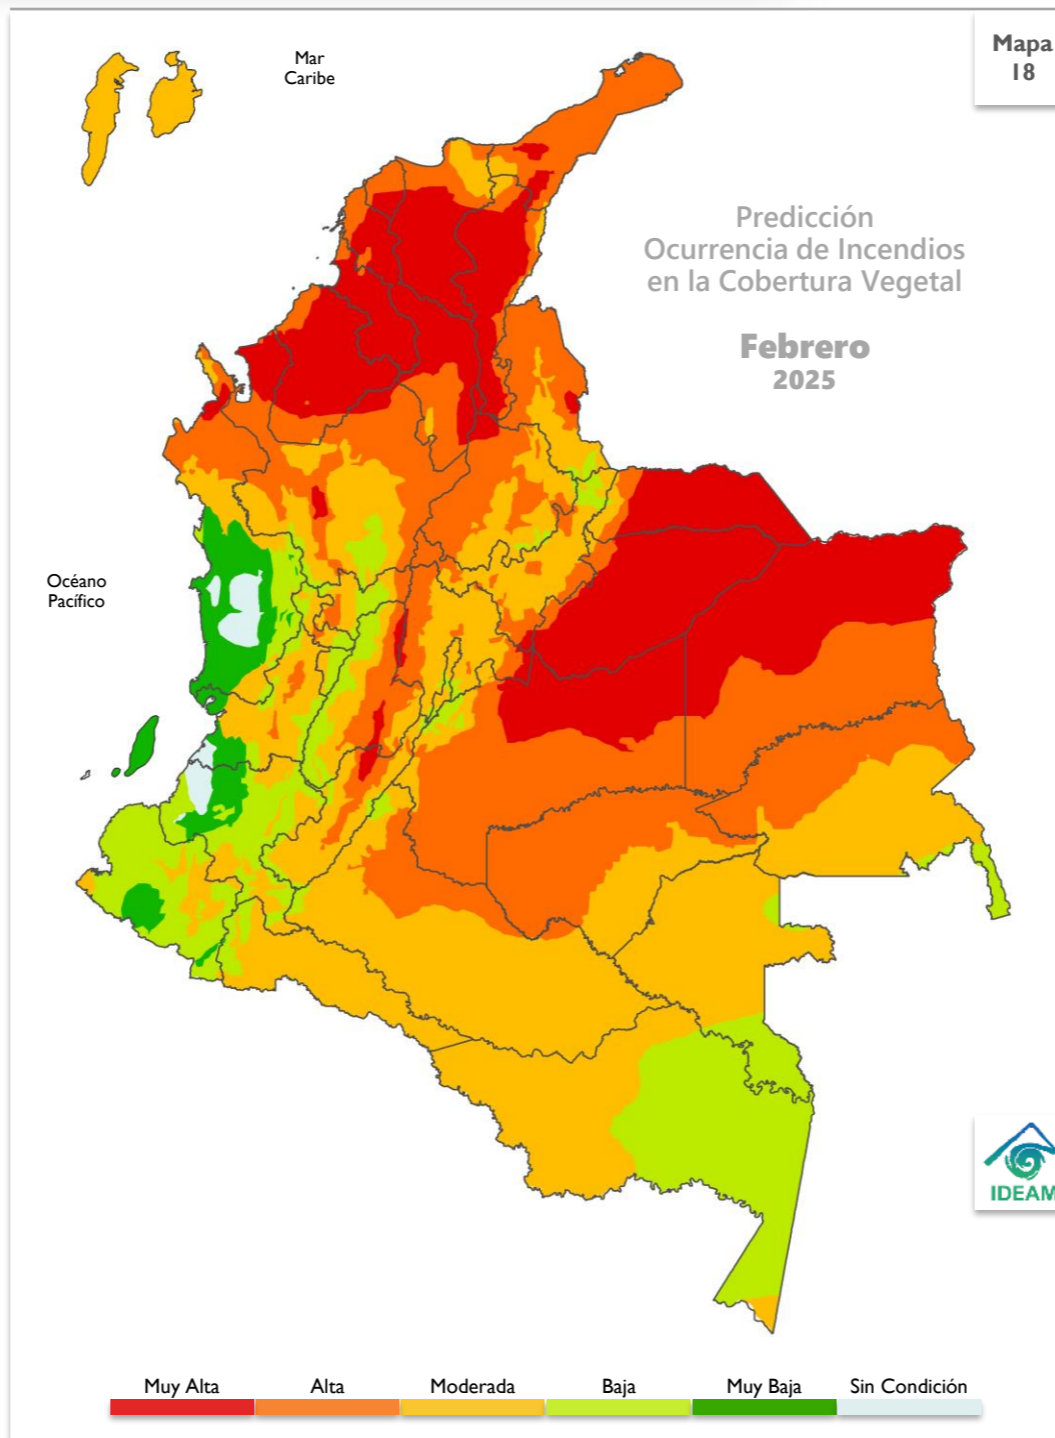 Mapa
18
Mar
Caribe
Predicción
Ocurrencia de Incendios
en la Cobertura Vegetal
Febrero
2025
Océano
Pacífico
IDEAM
Muy Alta
Alta
Moderada
Baja
Muy Baja
Sin Condición